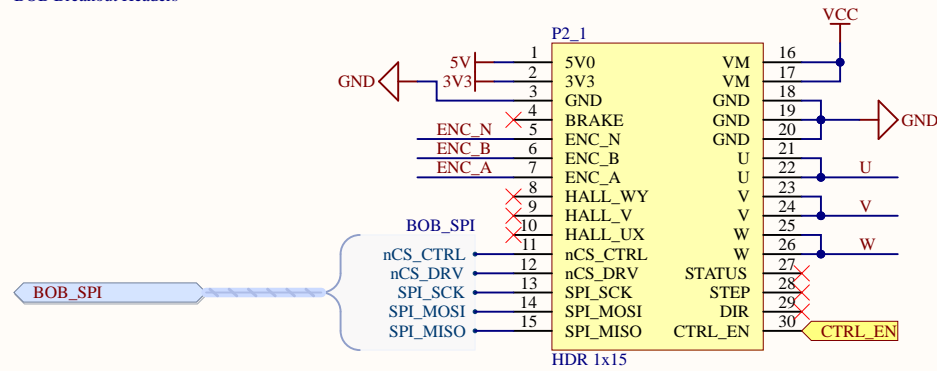 P2_1
VCC
5V 1 5V0 VM 16
GND 3V3 2 3V3 VM 17
3 GND GND 18
4 BRAKE GND 19 GND
ENC_N 5 ENC_N GND 20
ENC_B 6 ENC_B U 21
ENC_A 7 ENC_A U 22 U
8 HALL_WY V 23
9 HALL_V V 24 V
BOB_SPI 10 HALL_UX W 25
nCS_CTRL 11 nCS_CTRL W 26 W
nCS_DRV 12 nCS_DRV STATUS 27
BOB_SPI SPI_SCK 13 SPI_SCK STEP 28
SPI_MOSI 14 SPI_MOSI DIR 29
SPI_MISO 15 SPI_MISO CTRL_EN 30 CTRL_EN
HDR 1x15